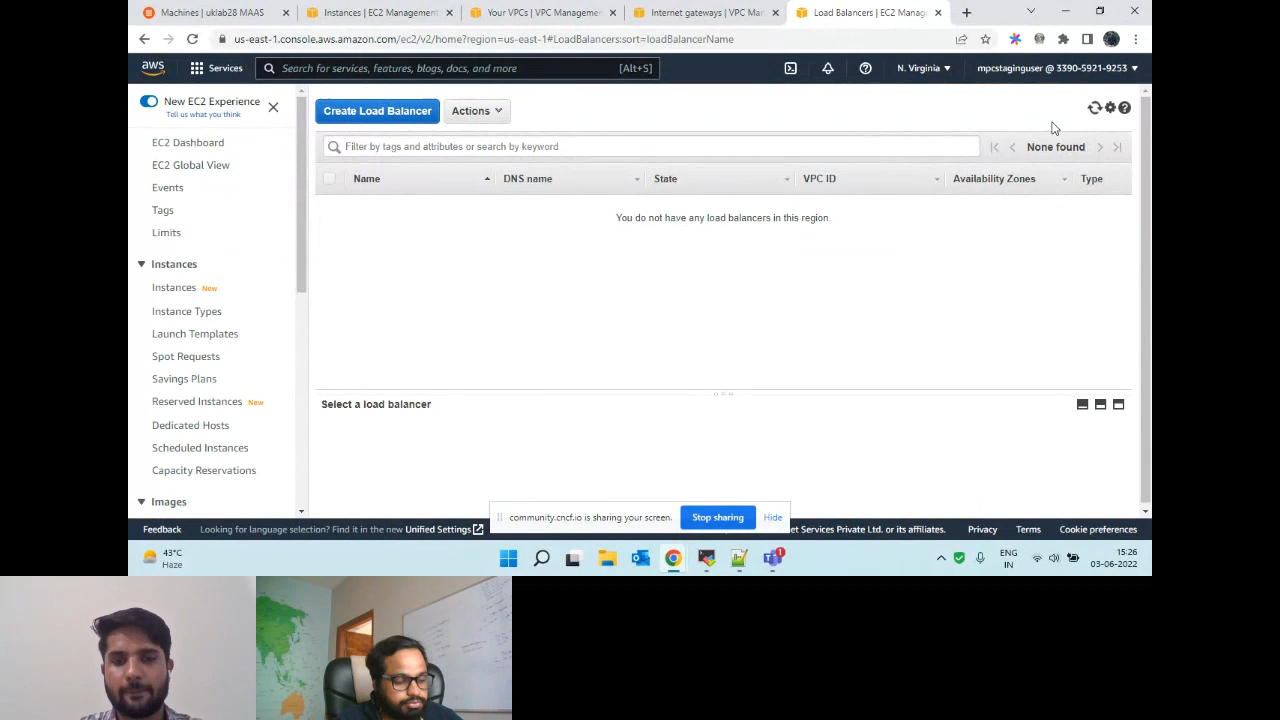 Machines | uklab28 MAAS
Instances | EC2 Management
Your VPCs | VPC Management
Internet gateways | VPC Man
Load Balancers | EC2 Manag
us-east-1.console.aws.amazon.com/ec2/v2/home?region=us-east-1#LoadBalancers:sort=loadBalancerName
aws
Services
Search for services, features, blogs, docs, and more
[Alt+S]
N. Virginia
mpcstaginguser @ 3390-5921-9253
New EC2 Experience
Tell us what you think
EC2 Dashboard
EC2 Global View
Events
Tags
Limits
Instances
Instances New
Instance Types
Launch Templates
Spot Requests
Savings Plans
Reserved Instances New
Dedicated Hosts
Scheduled Instances
Capacity Reservations
Images
Create Load Balancer
Actions
Filter by tags and attributes or search by keyword
None found
Name
DNS name
State
VPC ID
Availability Zones
Type
You do not have any load balancers in this region.
Select a load balancer
community.cncf.io is sharing your screen.
Stop sharing
Hide
Feedback
Looking for language selection? Find it in the new Unified Settings
et Services Private Ltd. or its affiliates.
Privacy
Terms
Cookie preferences
43°C
Haze
1
ENG
IN
15:26
03-06-2022